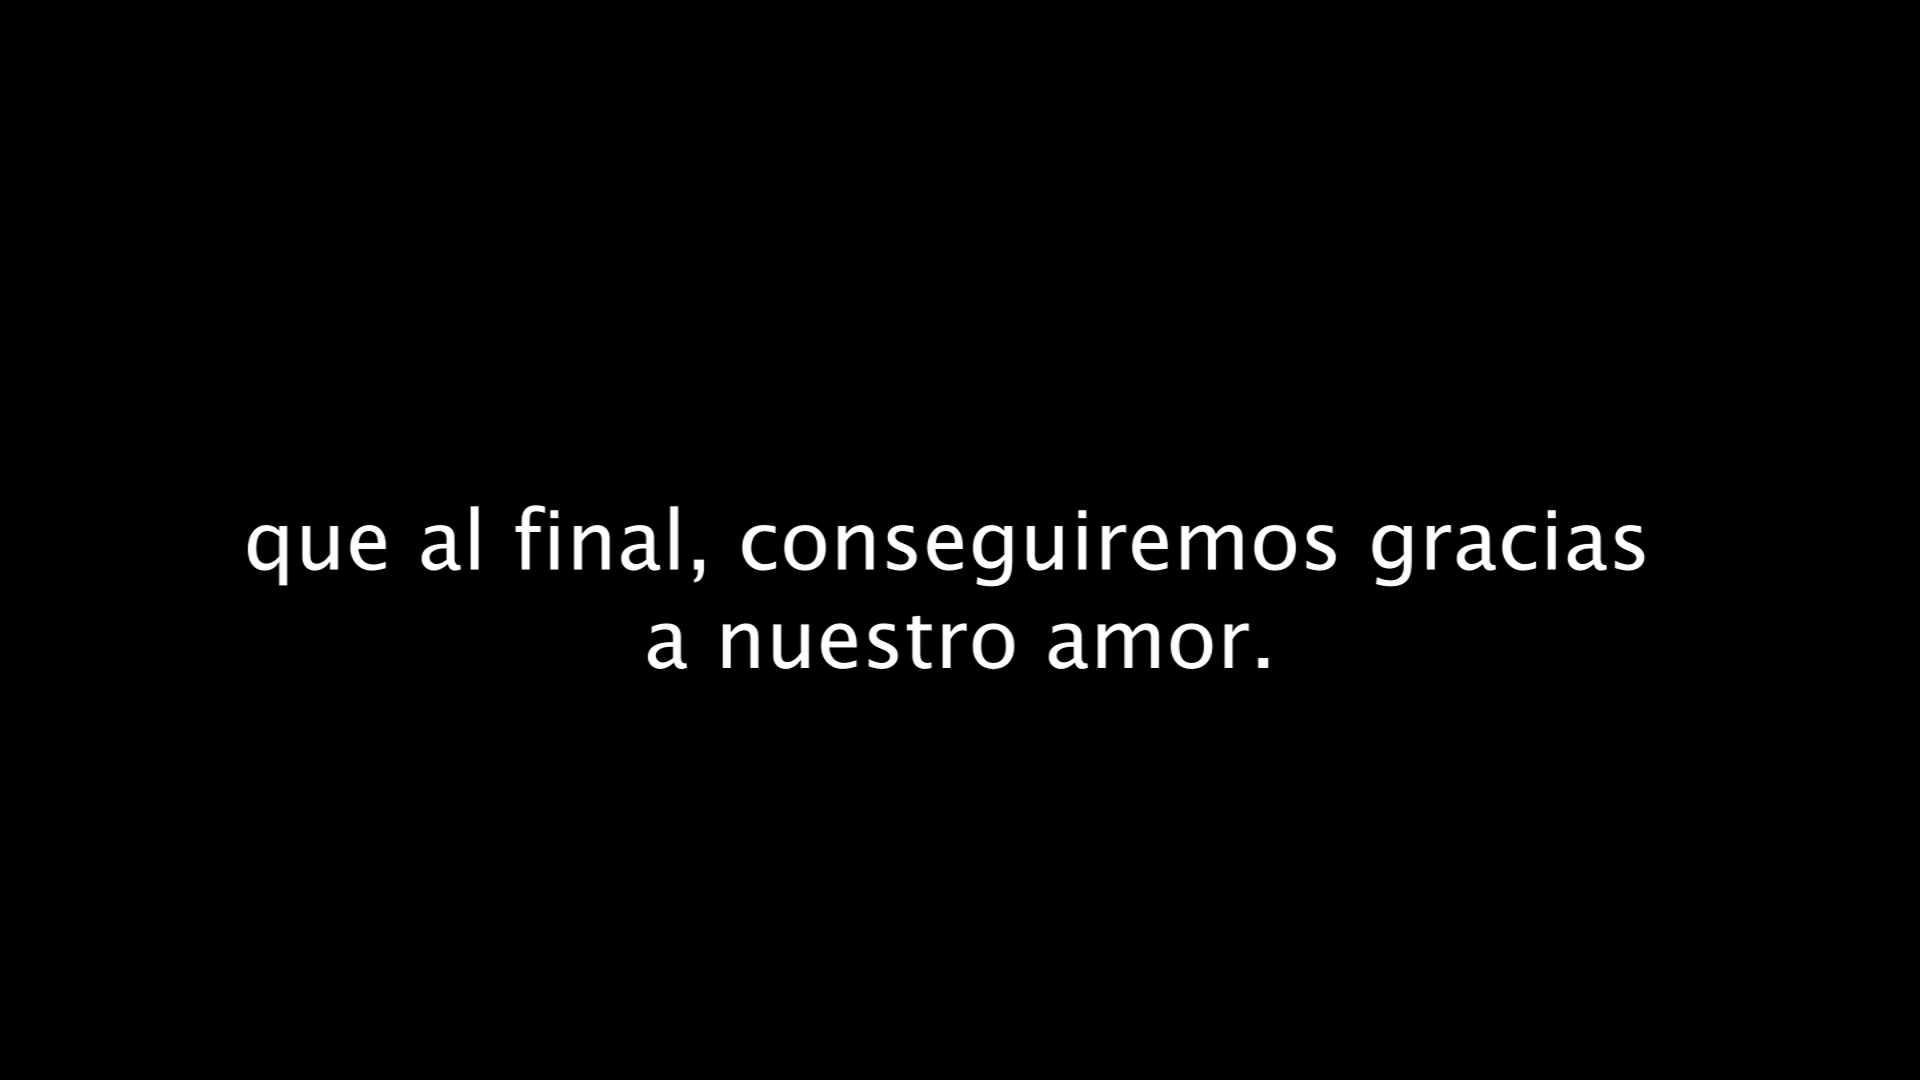 que al final, conseguiremos gracias
a nuestro amor.